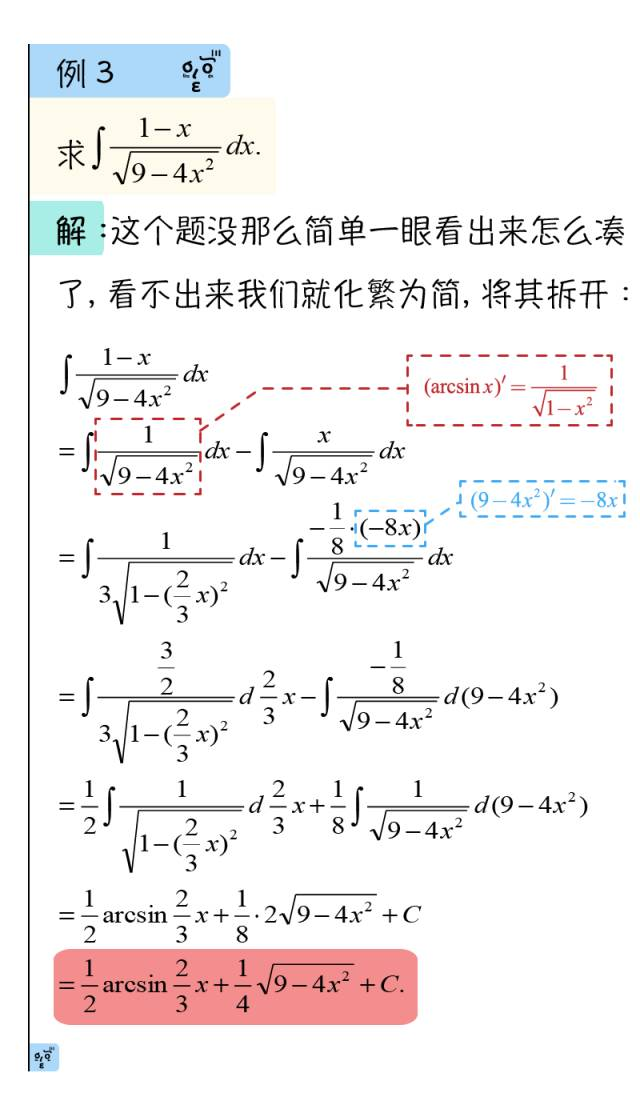 例 3
求∫ (1−x)/√(9−4x²) dx.
解：这个题没那么简单一眼看出来怎么凑
了, 看不出来我们就化繁为简, 将其拆开：
∫ (1−x)/√(9−4x²) dx
(arcsin x)′ = 1/√(1−x²)
= ∫ 1/√(9−4x²) dx − ∫ x/√(9−4x²) dx
(9−4x²)′ = −8x
= ∫ 1/(3√(1−(2/3 x)²)) dx − ∫ (−1/8·(−8x))/√(9−4x²) dx
= ∫ (3/2)/(3√(1−(2/3 x)²)) d 2/3 x − ∫ (−1/8)/√(9−4x²) d(9−4x²)
= 1/2 ∫ 1/√(1−(2/3 x)²) d 2/3 x + 1/8 ∫ 1/√(9−4x²) d(9−4x²)
= 1/2 arcsin 2/3 x + 1/8 · 2√(9−4x²) + C
= 1/2 arcsin 2/3 x + 1/4 √(9−4x²) + C.